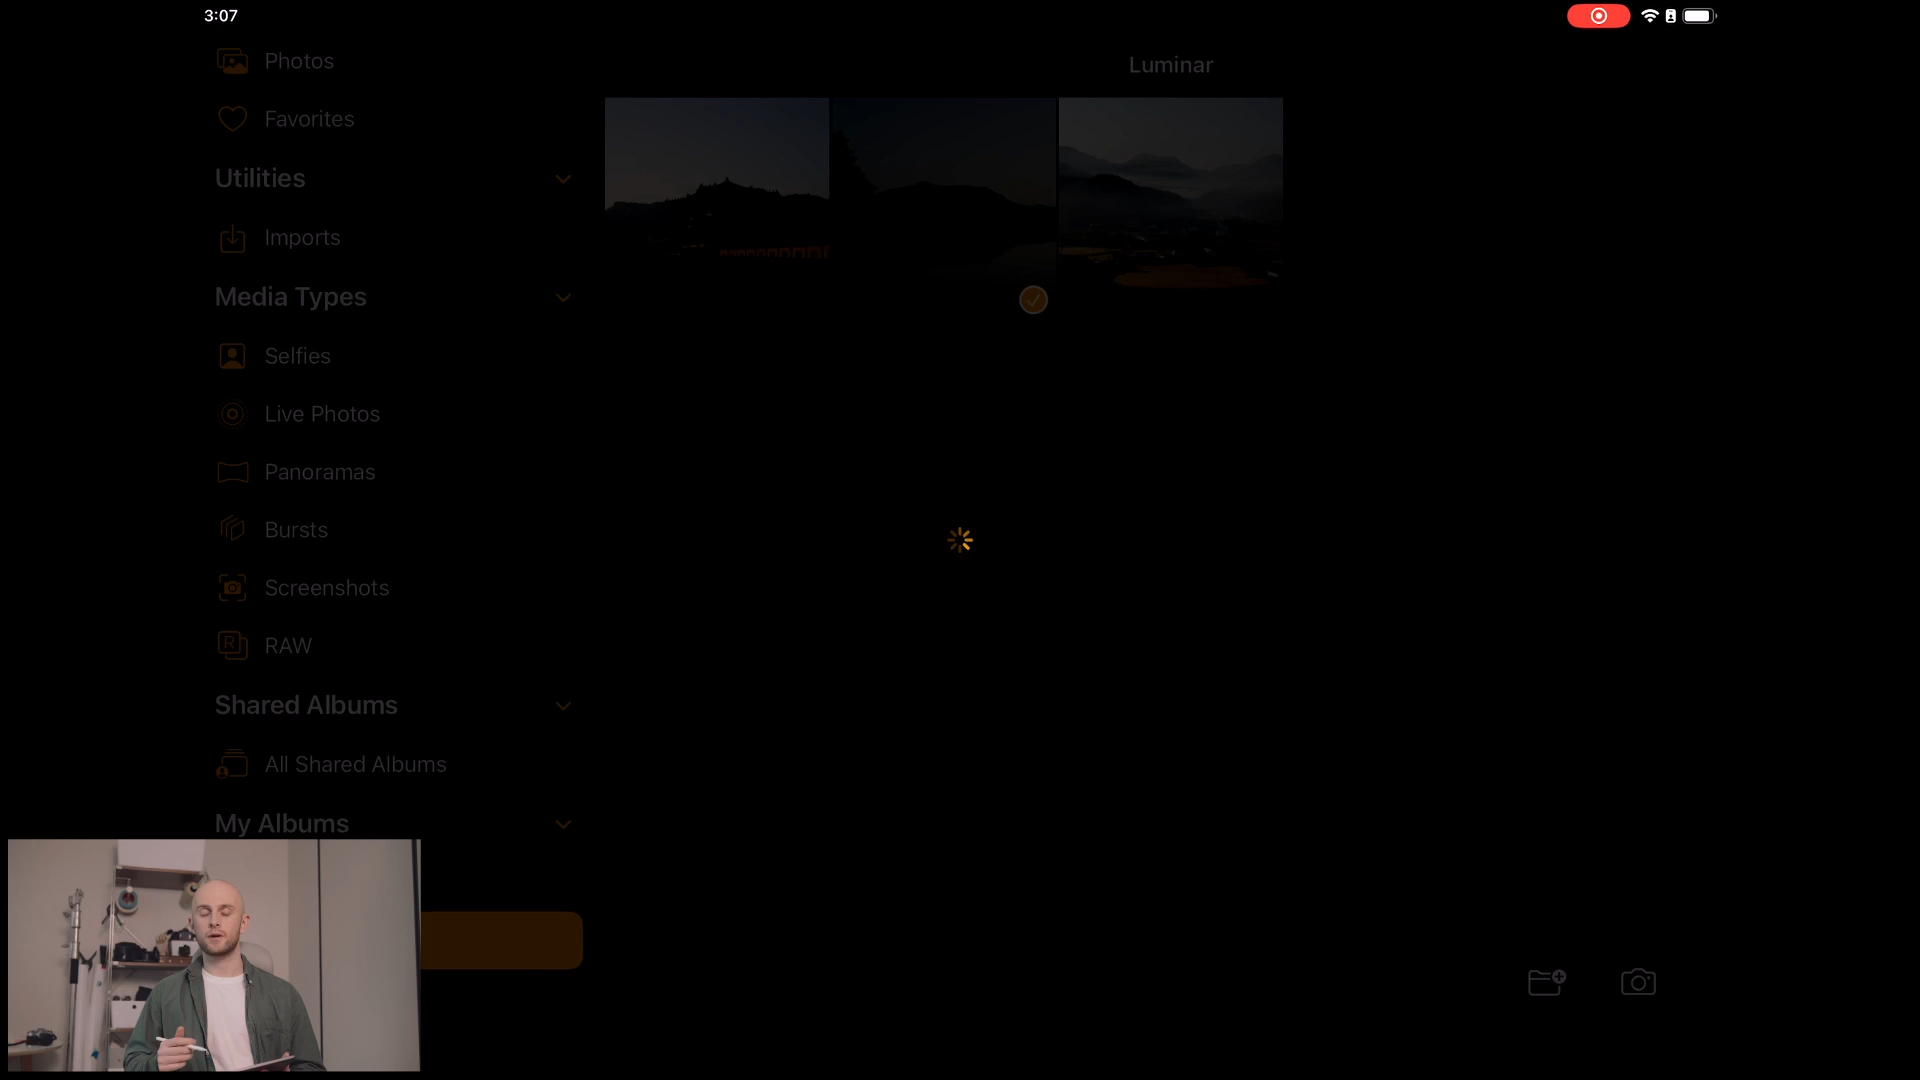 3:07
Photos
Luminar
Favorites
Utilities
Imports
Media Types
Selfies
Live Photos
Panoramas
Bursts
Screenshots
R RAW
Shared Albums
All Shared Albums
My Albums